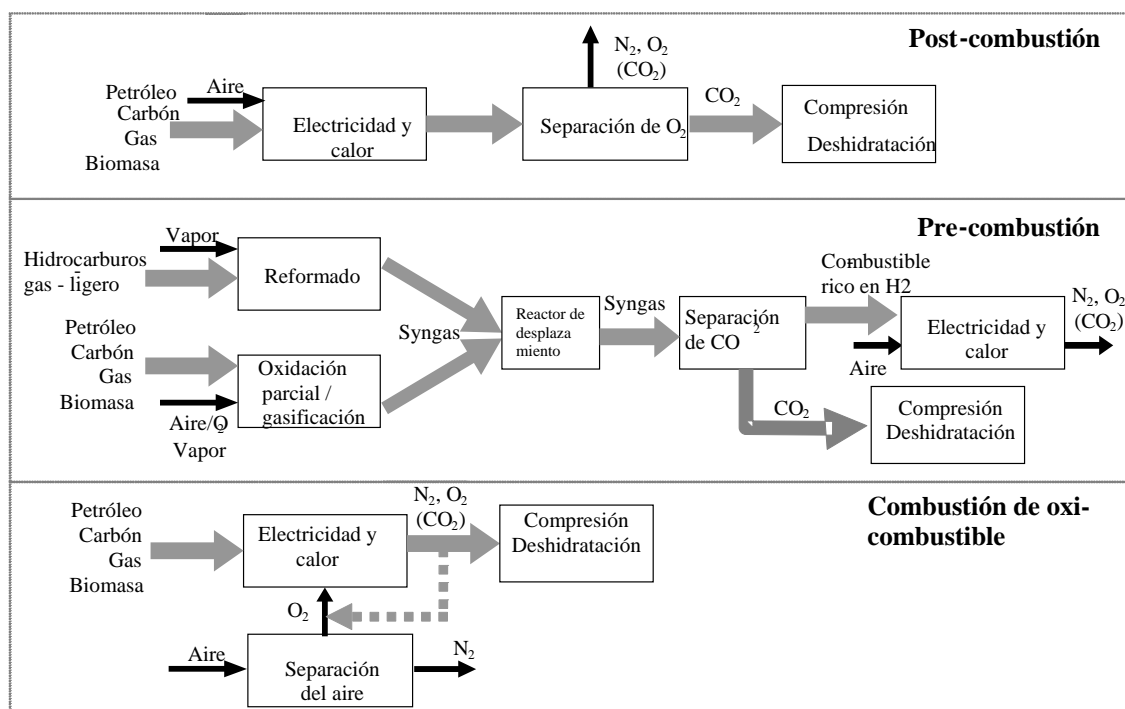 Post-combustión
N₂, O₂
(CO₂)
Aire
Petróleo
Carbón
Gas
Biomasa
Electricidad y
calor
Separación de O₂
CO₂
Compresión
Deshidratación
Pre-combustión
Vapor
Hidrocarburos
gas - ligero
Reformado
Petróleo
Carbón
Gas
Biomasa
Aire/O₂
Vapor
Oxidación
parcial /
gasificación
Syngas
Reactor de
desplaza
miento
Syngas
Separación
de CO2
Combustible
rico en H2
Aire
Electricidad y
calor
N₂, O₂
(CO₂)
CO₂
Compresión
Deshidratación
Combustión de oxi-
combustible
Petróleo
Carbón
Gas
Biomasa
Electricidad y
calor
N₂, O₂
(CO₂)
Compresión
Deshidratación
O₂
Aire
Separación
del aire
N₂